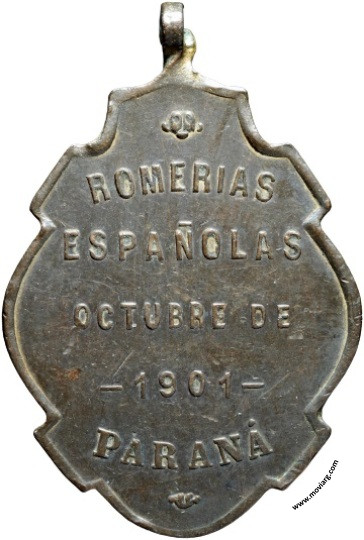 ROMERIAS
ESPAÑOLAS
OCTUBRE DE
-1901-
PARANÁ
www.moviarg.com